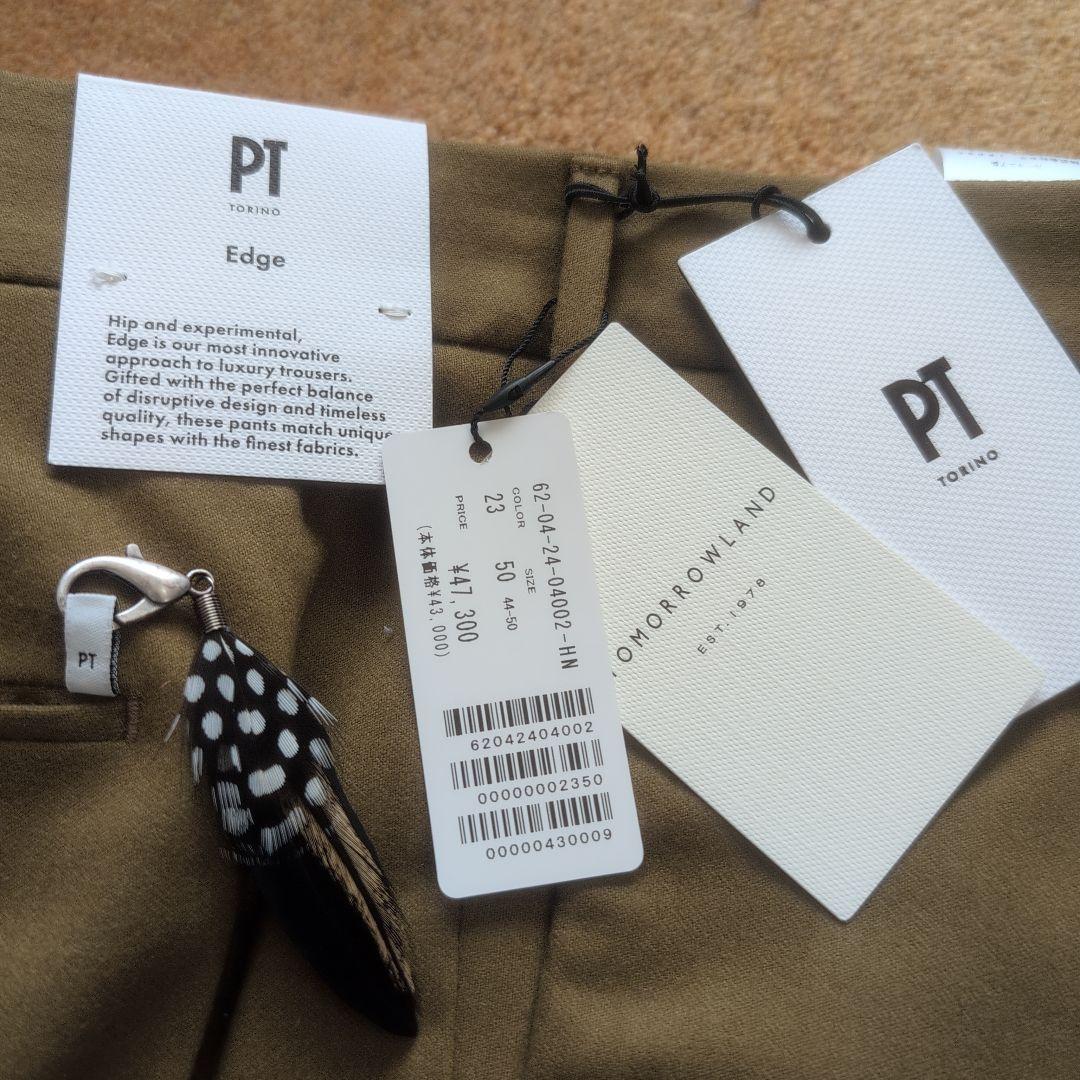 PT
TORINO
Edge
Hip and experimental,
Edge is our most innovative
approach to luxury trousers.
Gifted with the perfect balance
of disruptive design and timeless
quality, these pants match unique
shapes with the finest fabrics.
PT
62-04-24-04002-HN
COLOR SIZE
23 50 44-50
PRICE ¥47,300
(本体価格¥43,000)
62042404002
00000002350
00000430009
OMORROWLAND
EST. 1978
PT
TORINO